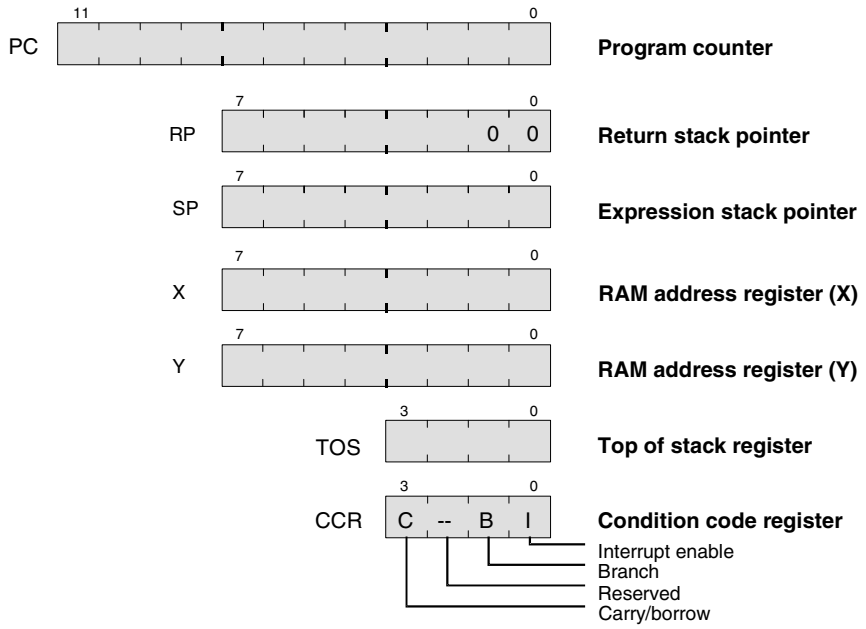 11 0
PC Program counter
7 0
RP 0 0 Return stack pointer
7 0
SP Expression stack pointer
7 0
X RAM address register (X)
7 0
Y RAM address register (Y)
3 0
TOS Top of stack register
3 0
CCR C -- B I Condition code register
Interrupt enable
Branch
Reserved
Carry/borrow